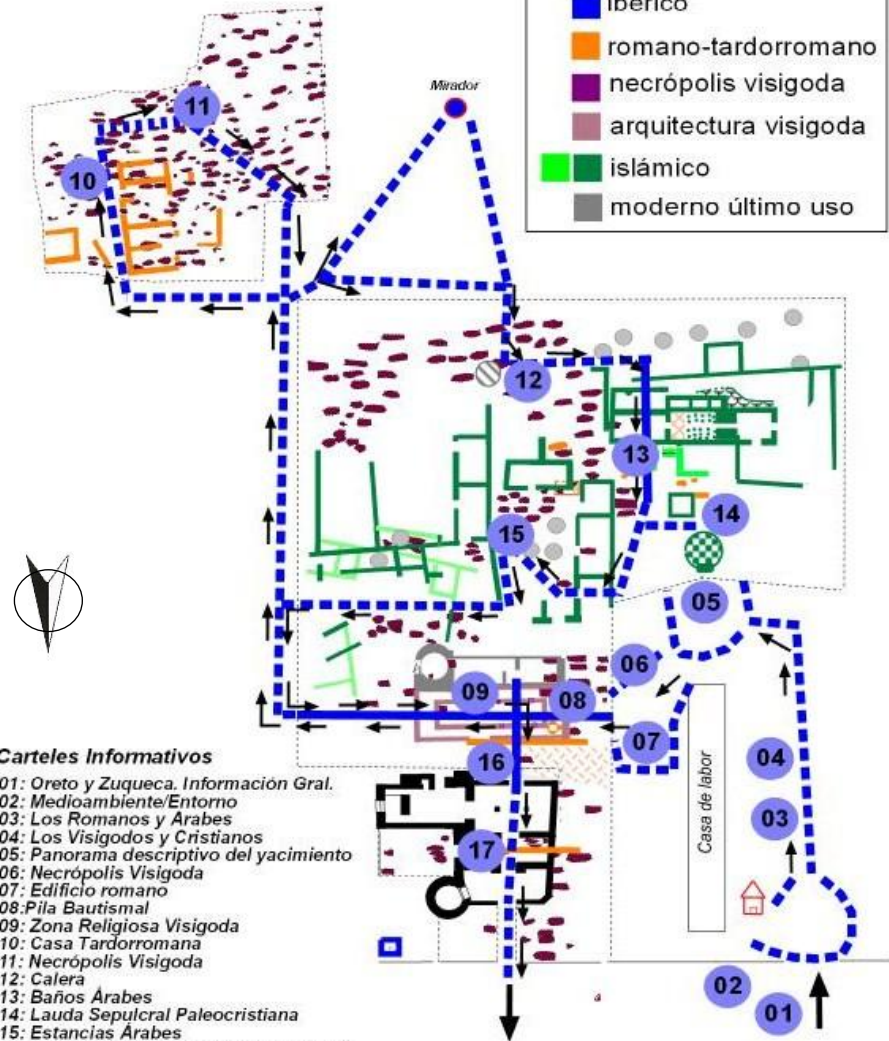 ibérico
romano-tardorromano
necrópolis visigoda
arquitectura visigoda
islámico
moderno último uso
Mirador
11
10
12
13
14
15
05
06
09
08
07
16
04
03
17
Casa de labor
02
01
Carteles Informativos
01: Oreto y Zuqueca. Información Gral.
02: Medioambiente/Entorno
03: Los Romanos y Arabes
04: Los Visigodos y Cristianos
05: Panorama descriptivo del yacimiento
06: Necrópolis Visigoda
07: Edificio romano
08:Pila Bautismal
09: Zona Religiosa Visigoda
10: Casa Tardorromana
11: Necrópolis Visigoda
12: Calera
13: Baños Árabes
14: Lauda Sepulcral Paleocristiana
15: Estancias Árabes